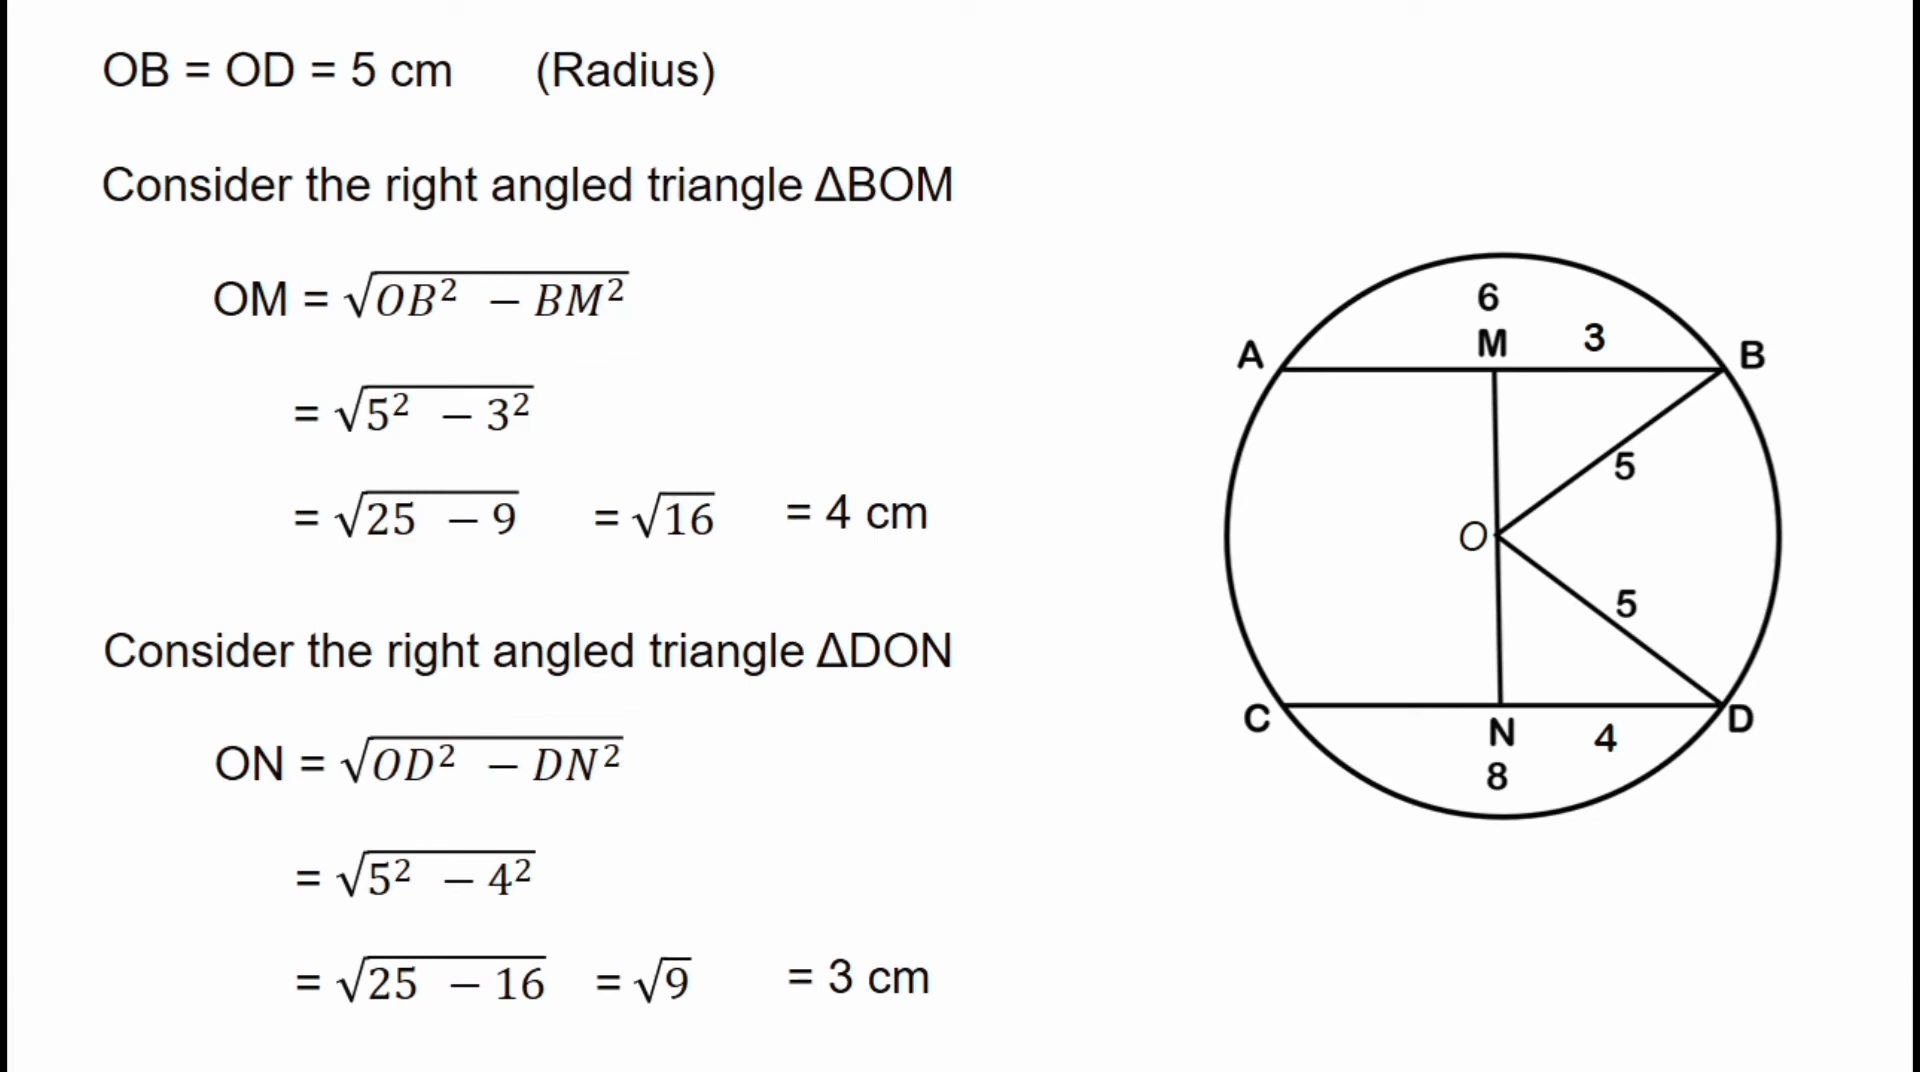 OB = OD = 5 cm (Radius)
Consider the right angled triangle ΔBOM
OM = √OB² − BM²
= √5² − 3²
= √25 − 9 = √16 = 4 cm
Consider the right angled triangle ΔDON
ON = √OD² − DN²
= √5² − 4²
= √25 − 16 = √9 = 3 cm
6
A M 3 B
5
O
5
C N 4 D
8